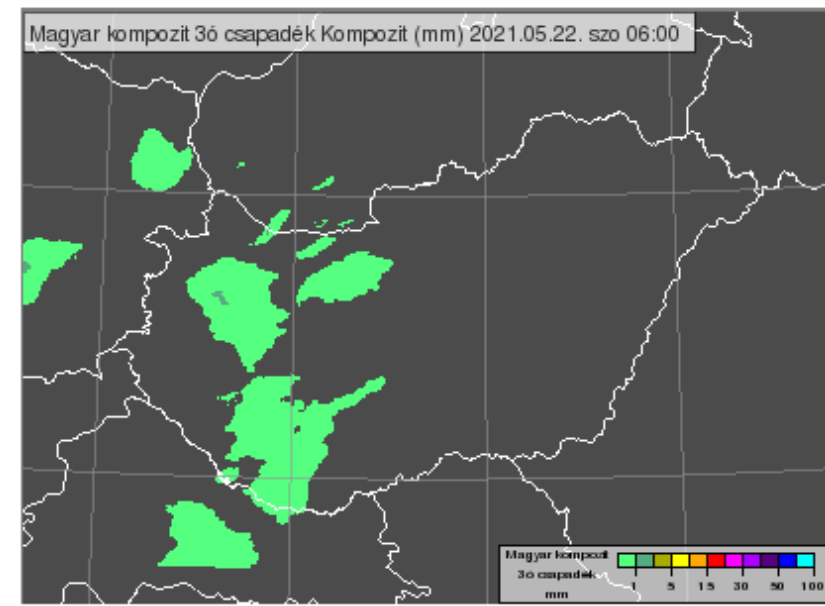 Magyar kompozit 3ó csapadék Kompozit (mm) 2021.05.22. szo 06:00
Magyar kompozit
3ó csapadék
mm
1 5 15 30 50 100